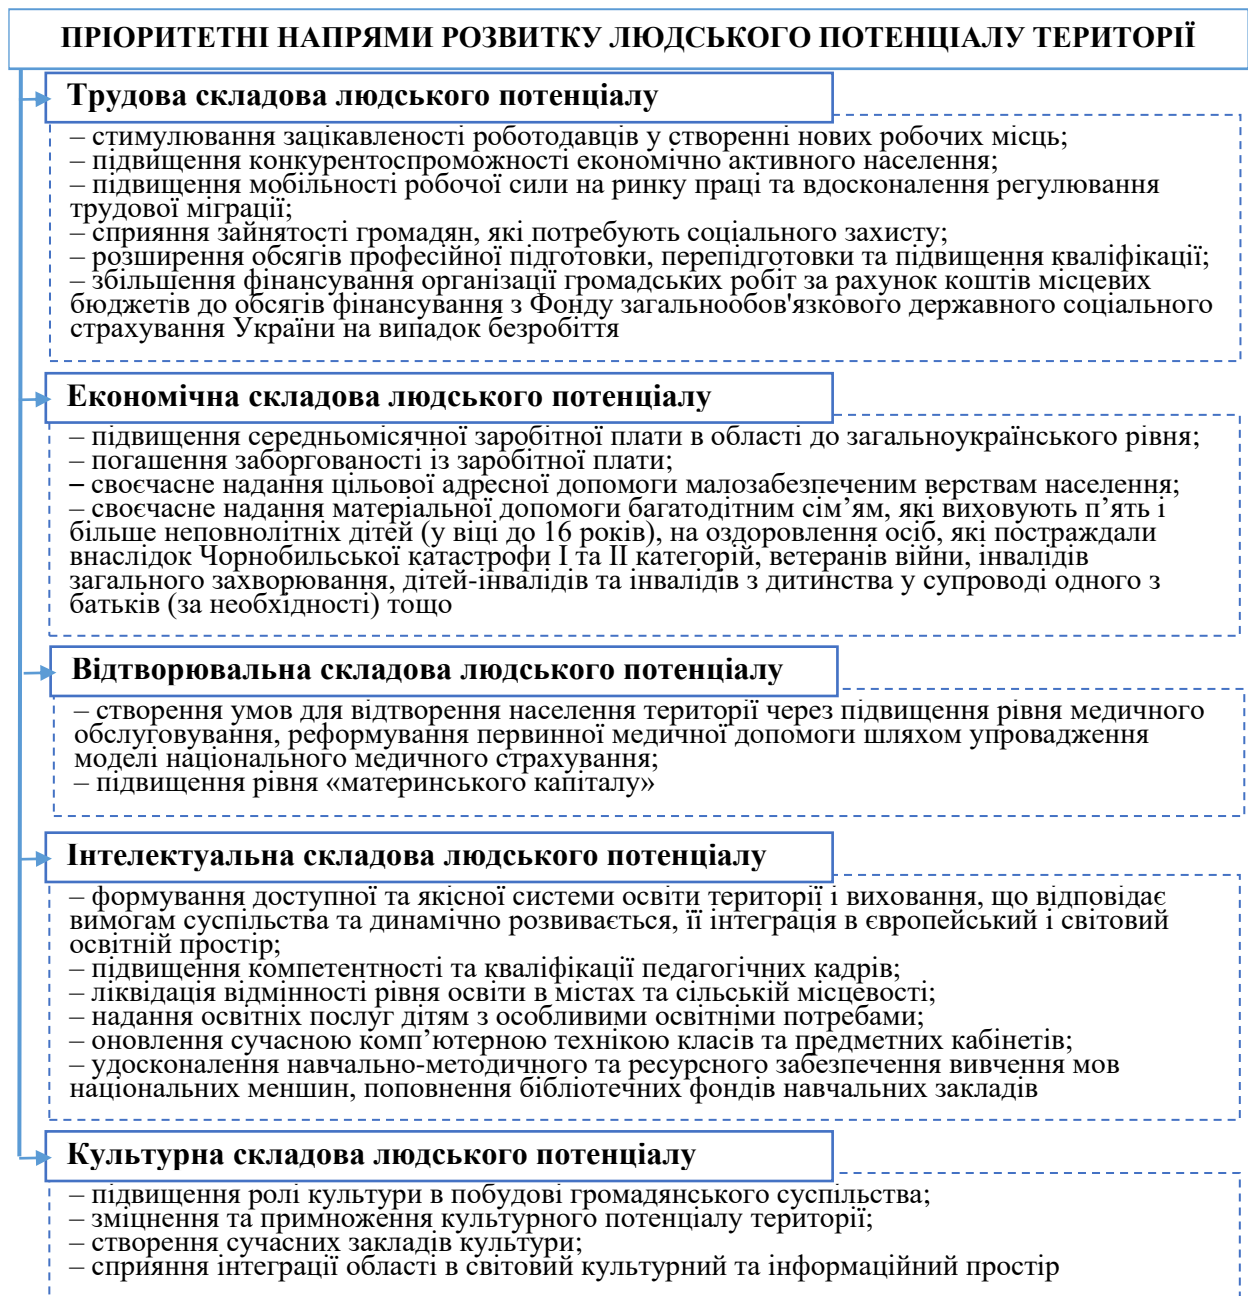 ПРІОРИТЕТНІ НАПРЯМИ РОЗВИТКУ ЛЮДСЬКОГО ПОТЕНЦІАЛУ ТЕРИТОРІЇ
Трудова складова людського потенціалу
– стимулювання зацікавленості роботодавців у створенні нових робочих місць;
– підвищення конкурентоспроможності економічно активного населення;
– підвищення мобільності робочої сили на ринку праці та вдосконалення регулювання
трудової міграції;
– сприяння зайнятості громадян, які потребують соціального захисту;
– розширення обсягів професійної підготовки, перепідготовки та підвищення кваліфікації;
– збільшення фінансування організації громадських робіт за рахунок коштів місцевих
бюджетів до обсягів фінансування з Фонду загальнообов'язкового державного соціального
страхування України на випадок безробіття
Економічна складова людського потенціалу
– підвищення середньомісячної заробітної плати в області до загальноукраїнського рівня;
– погашення заборгованості із заробітної плати;
– своєчасне надання цільової адресної допомоги малозабезпеченим верствам населення;
– своєчасне надання матеріальної допомоги багатодітним сім’ям, які виховують п’ять і
більше неповнолітніх дітей (у віці до 16 років), на оздоровлення осіб, які постраждали
внаслідок Чорнобильської катастрофи І та ІІ категорій, ветеранів війни, інвалідів
загального захворювання, дітей-інвалідів та інвалідів з дитинства у супроводі одного з
батьків (за необхідності) тощо
Відтворювальна складова людського потенціалу
– створення умов для відтворення населення території через підвищення рівня медичного
обслуговування, реформування первинної медичної допомоги шляхом упровадження
моделі національного медичного страхування;
– підвищення рівня «материнського капіталу»
Інтелектуальна складова людського потенціалу
– формування доступної та якісної системи освіти території і виховання, що відповідає
вимогам суспільства та динамічно розвивається, її інтеграція в європейський і світовий
освітній простір;
– підвищення компетентності та кваліфікації педагогічних кадрів;
– ліквідація відмінності рівня освіти в містах та сільській місцевості;
– надання освітніх послуг дітям з особливими освітніми потребами;
– оновлення сучасною комп’ютерною технікою класів та предметних кабінетів;
– удосконалення навчально-методичного та ресурсного забезпечення вивчення мов
національних меншин, поповнення бібліотечних фондів навчальних закладів
Культурна складова людського потенціалу
– підвищення ролі культури в побудові громадянського суспільства;
– зміцнення та примноження культурного потенціалу території;
– створення сучасних закладів культури;
– сприяння інтеграції області в світовий культурний та інформаційний простір